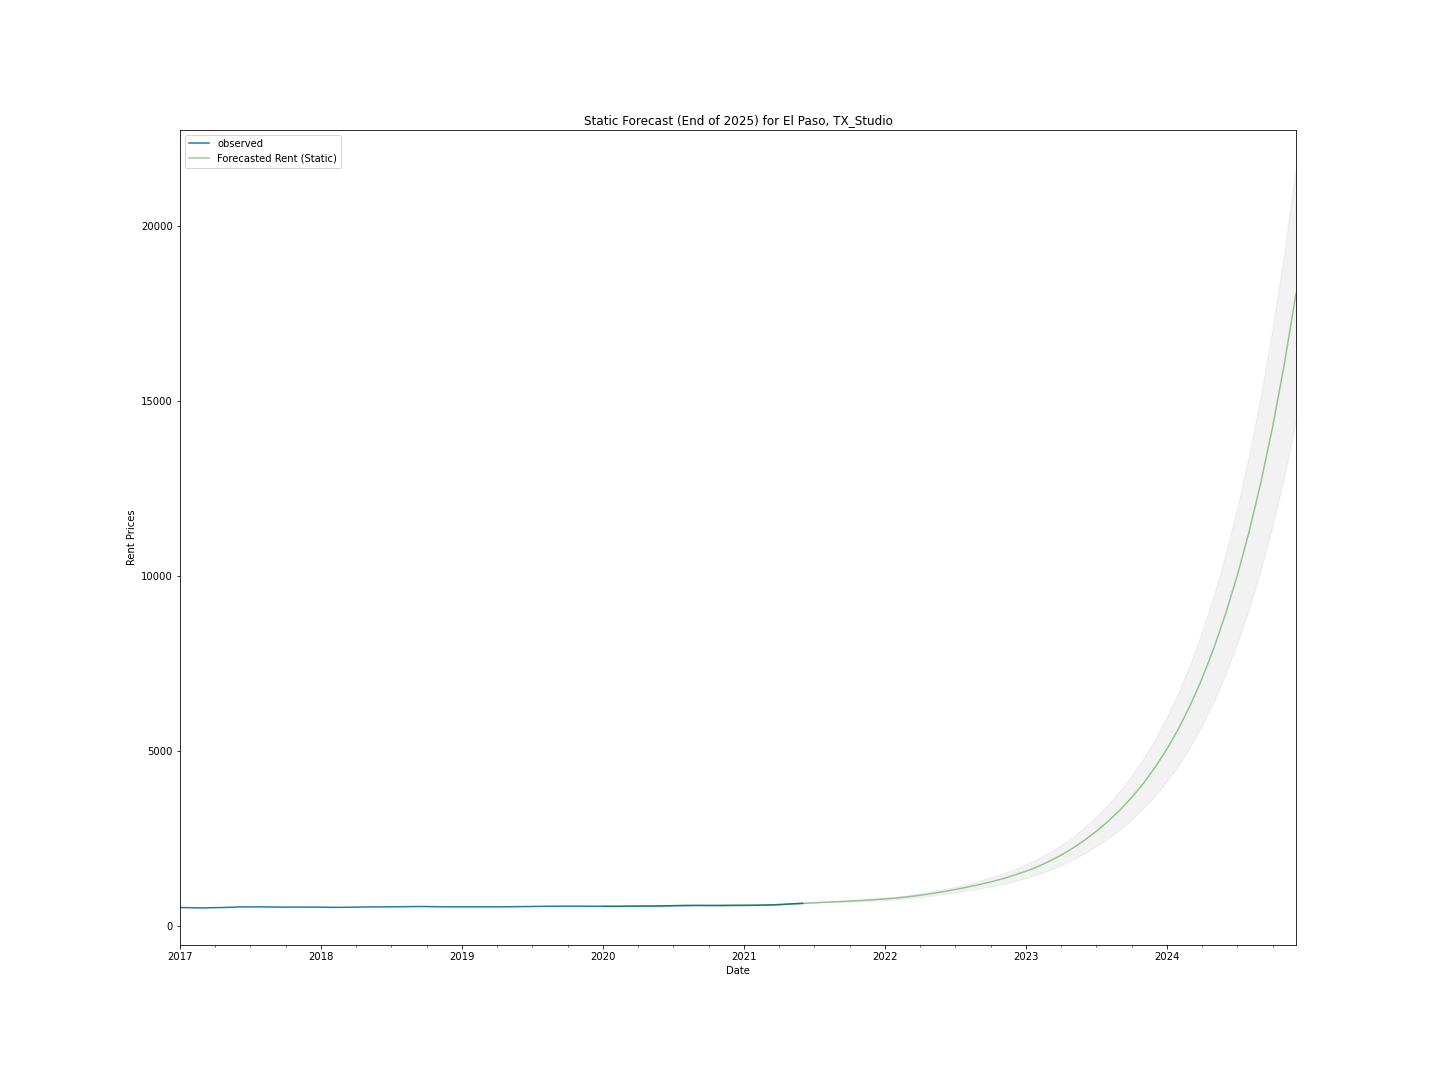 Static Forecast (End of 2025) for El Paso, TX_Studio
observed
Forecasted Rent (Static)
20000
15000
10000
5000
0
Rent Prices
2017 2018 2019 2020 2021 2022 2023 2024
Date